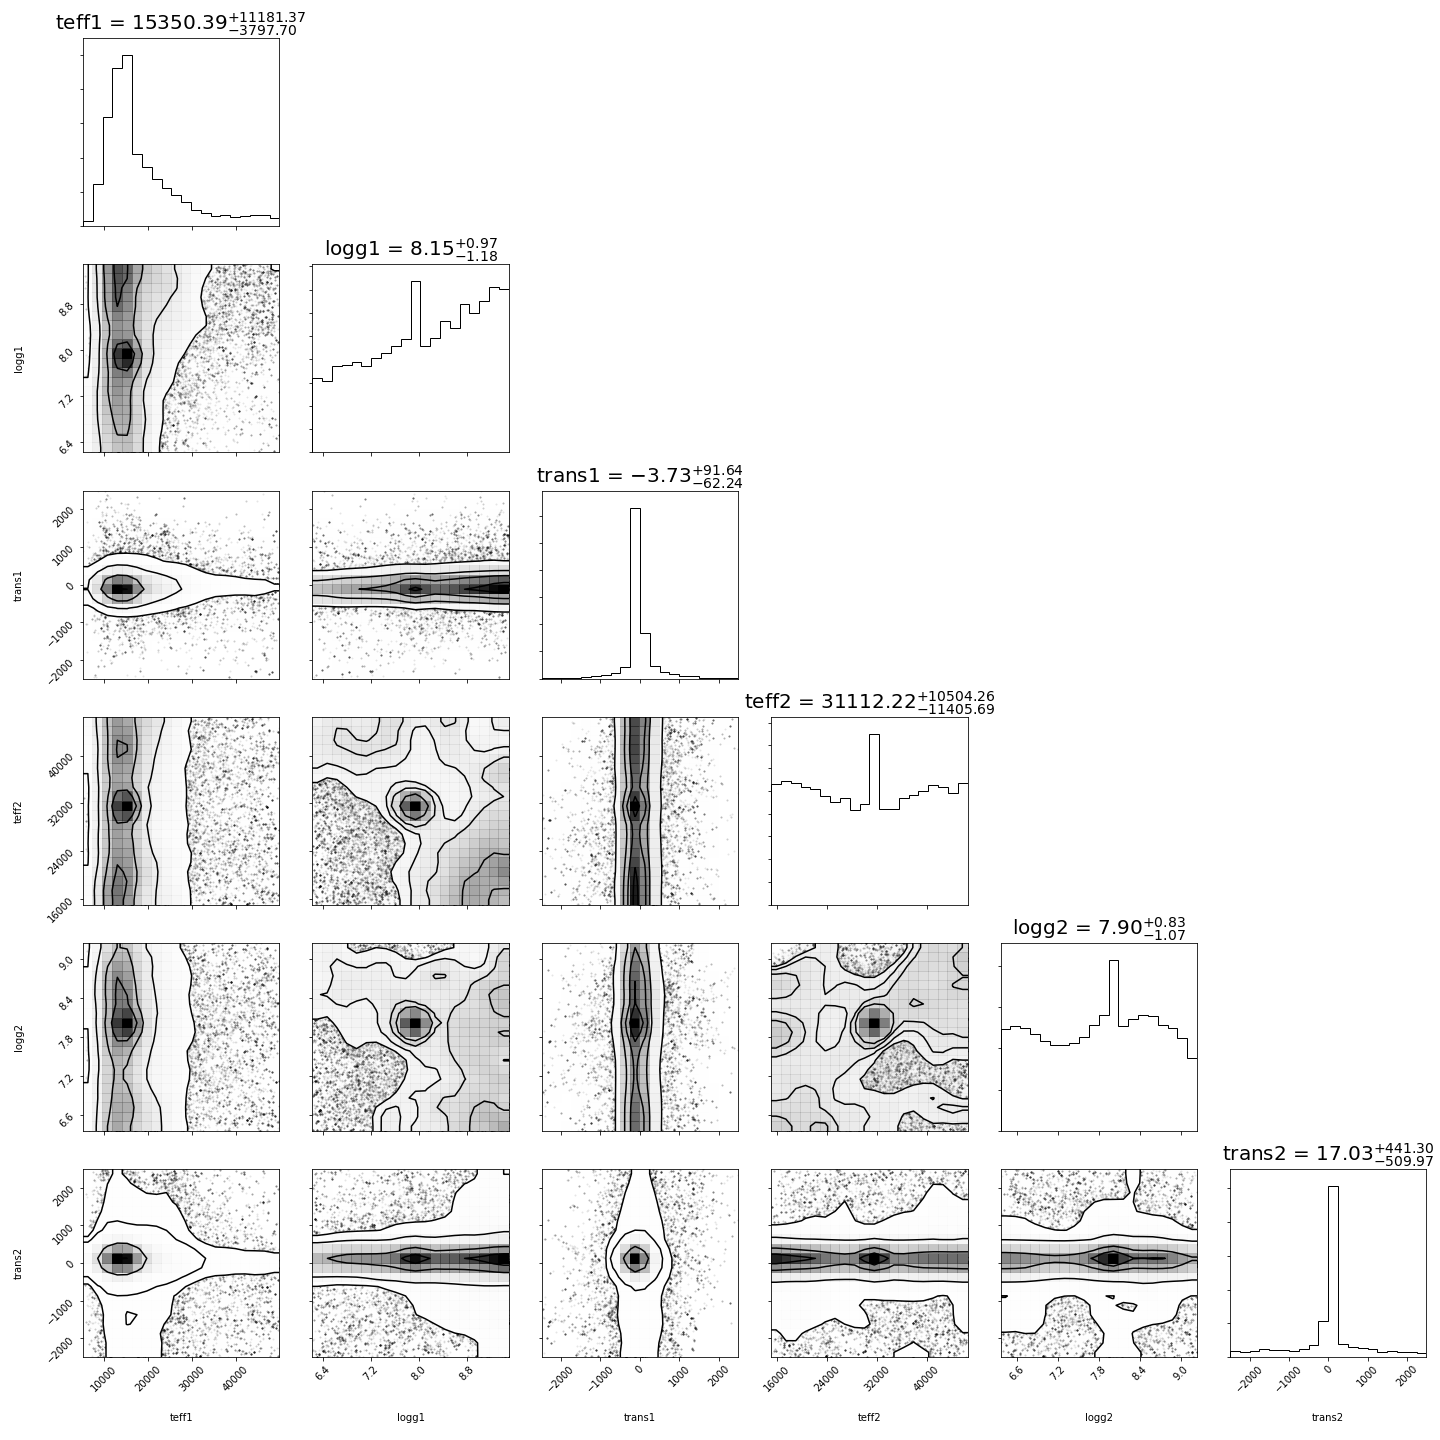 teff1 = 15350.39+11181.37−3797.70
logg1 = 8.15+0.97−1.18
8.8
8.0
7.2
6.4
logg1
trans1 = −3.73+91.64−62.24
2000
1000
0
−1000
−2000
trans1
teff2 = 31112.22+10504.26−11405.69
40000
32000
24000
16000
teff2
logg2 = 7.90+0.83−1.07
9.0
8.4
7.8
7.2
6.6
logg2
trans2 = 17.03+441.30−509.97
2000
1000
0
−1000
−2000
trans2
10000 20000 30000 40000
6.4 7.2 8.0 8.8
−2000 −1000 0 1000 2000
16000 24000 32000 40000
6.6 7.2 7.8 8.4 9.0
−2000 −1000 0 1000 2000
teff1 logg1 trans1 teff2 logg2 trans2